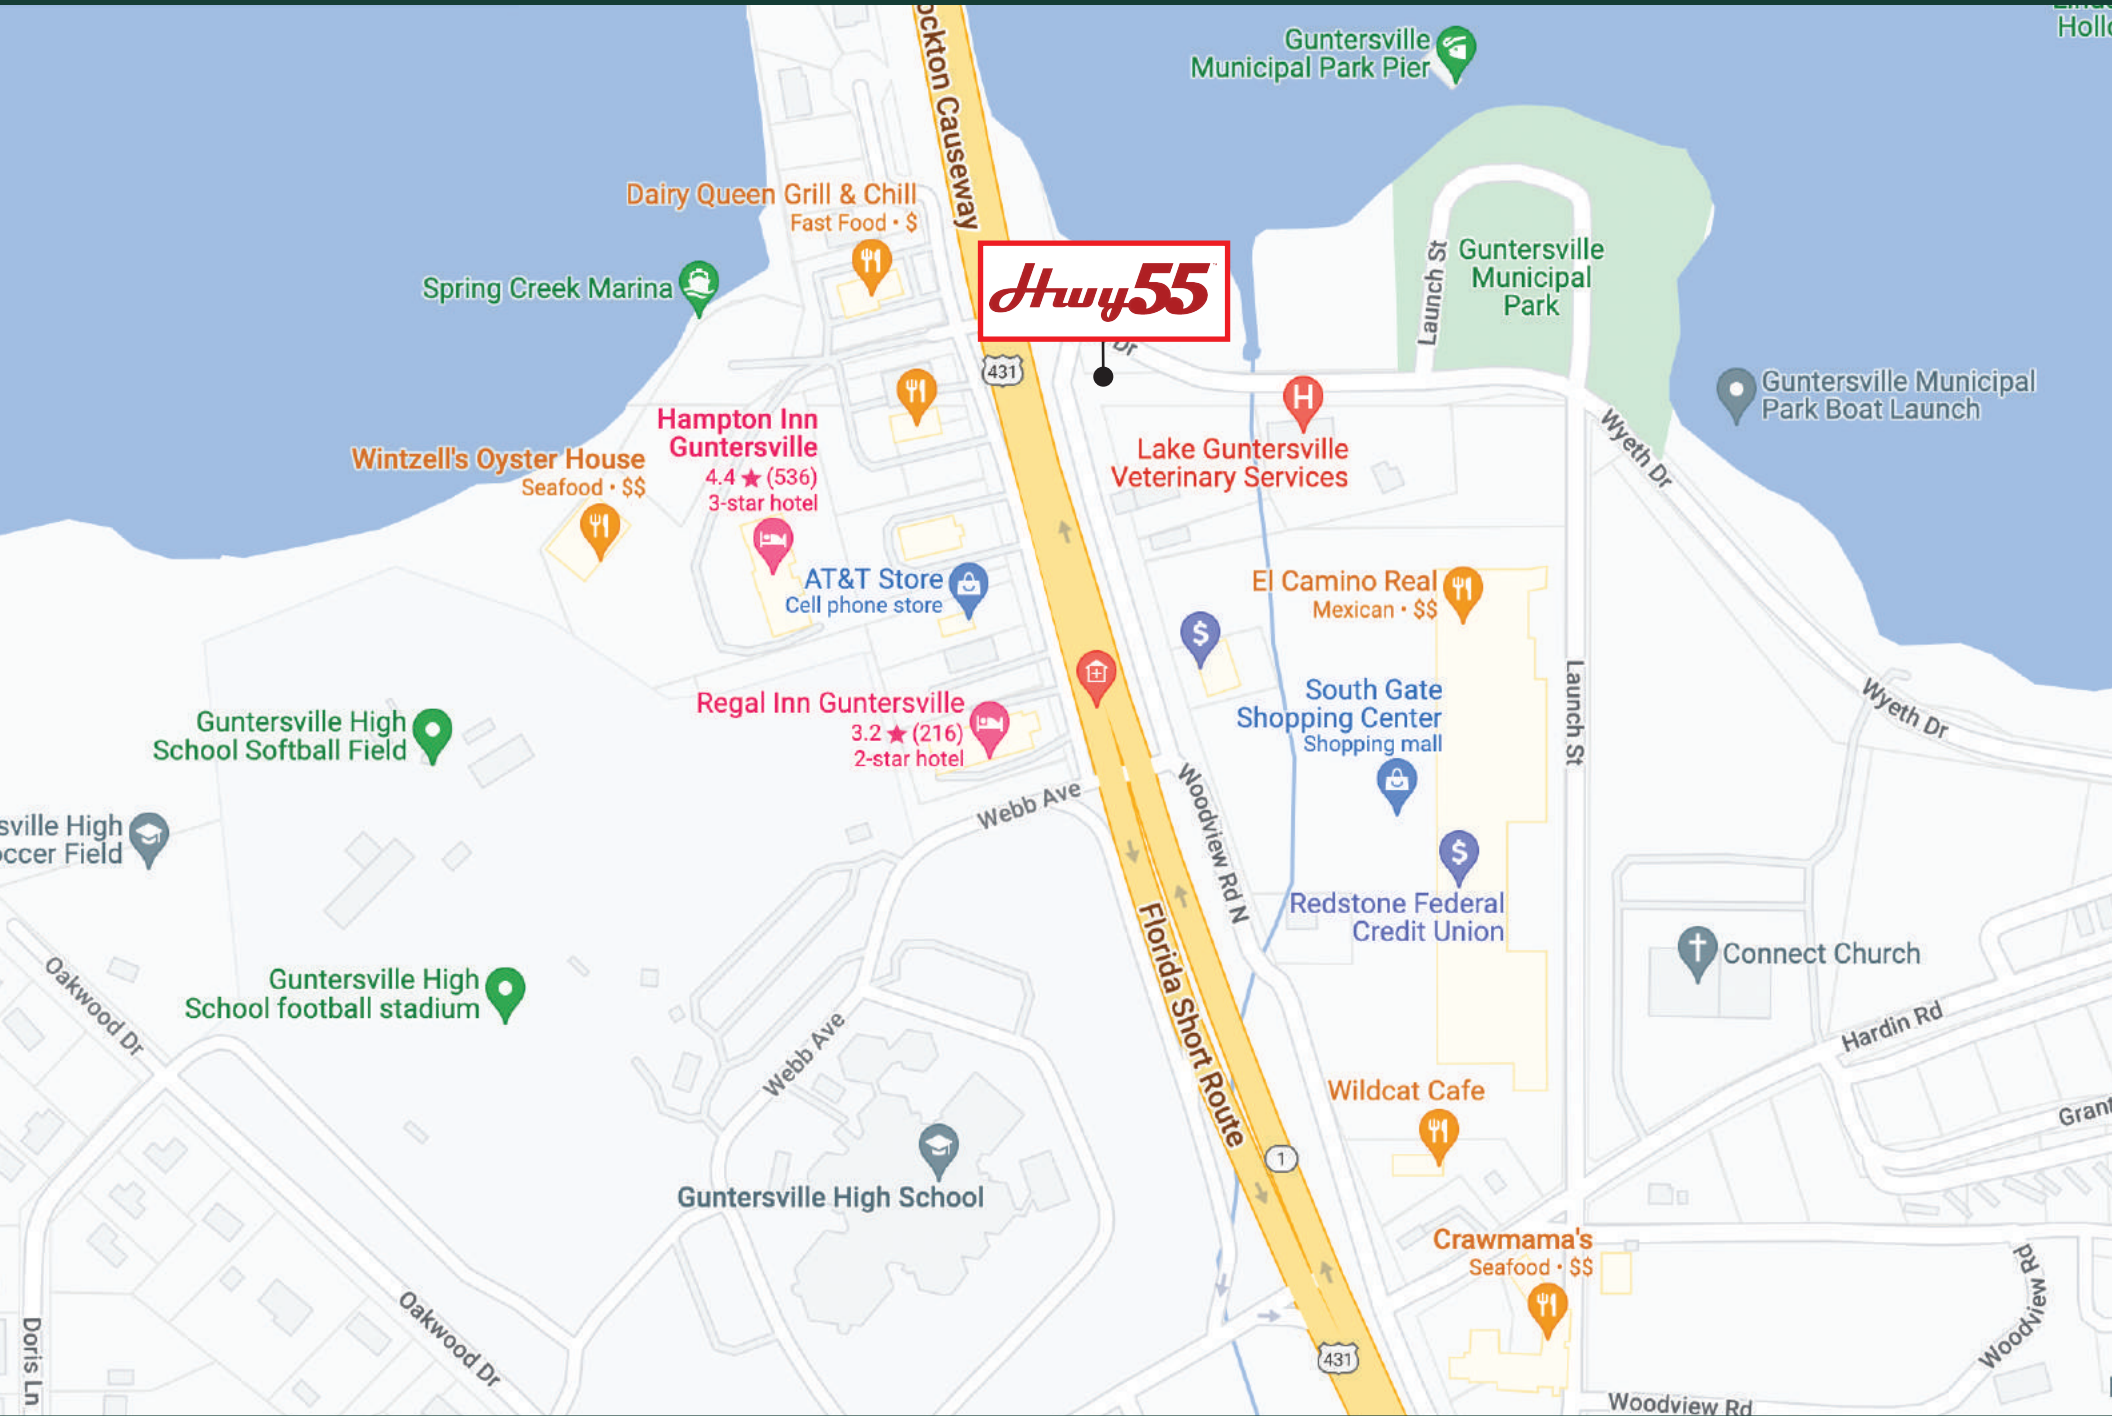 Holl
Guntersville
Municipal Park Pier
ockton Causeway
Dairy Queen Grill & Chill
Fast Food • $
Spring Creek Marina
Hwy55
Dr
Launch St
Guntersville
Municipal
Park
431
Guntersville Municipal
Park Boat Launch
Hampton Inn
Guntersville
4.4 ★ (536)
3-star hotel
Wintzell's Oyster House
Seafood • $$
H
Lake Guntersville
Veterinary Services
Wyeth Dr
AT&T Store
Cell phone store
El Camino Real
Mexican • $$
$
Regal Inn Guntersville
3.2 ★ (216)
2-star hotel
South Gate
Shopping Center
Shopping mall
Launch St
Wyeth Dr
Guntersville High
School Softball Field
Webb Ave
Woodview Rd N
sville High
occer Field
$
Redstone Federal
Credit Union
Florida Short Route
Connect Church
Oakwood Dr
Guntersville High
School football stadium
Webb Ave
Hardin Rd
Wildcat Cafe
Grant
1
Guntersville High School
Crawmama's
Seafood • $$
Woodview Rd
Oakwood Dr
Doris Ln
431
Woodview Rd